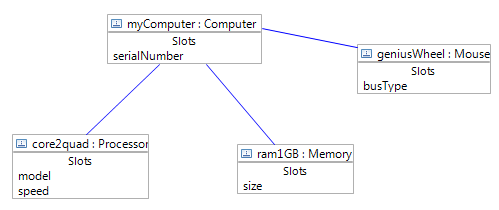 myComputer : Computer
Slots
serialNumber
geniusWheel : Mouse
Slots
busType
core2quad : Processor
Slots
model
speed
ram1GB : Memory
Slots
size